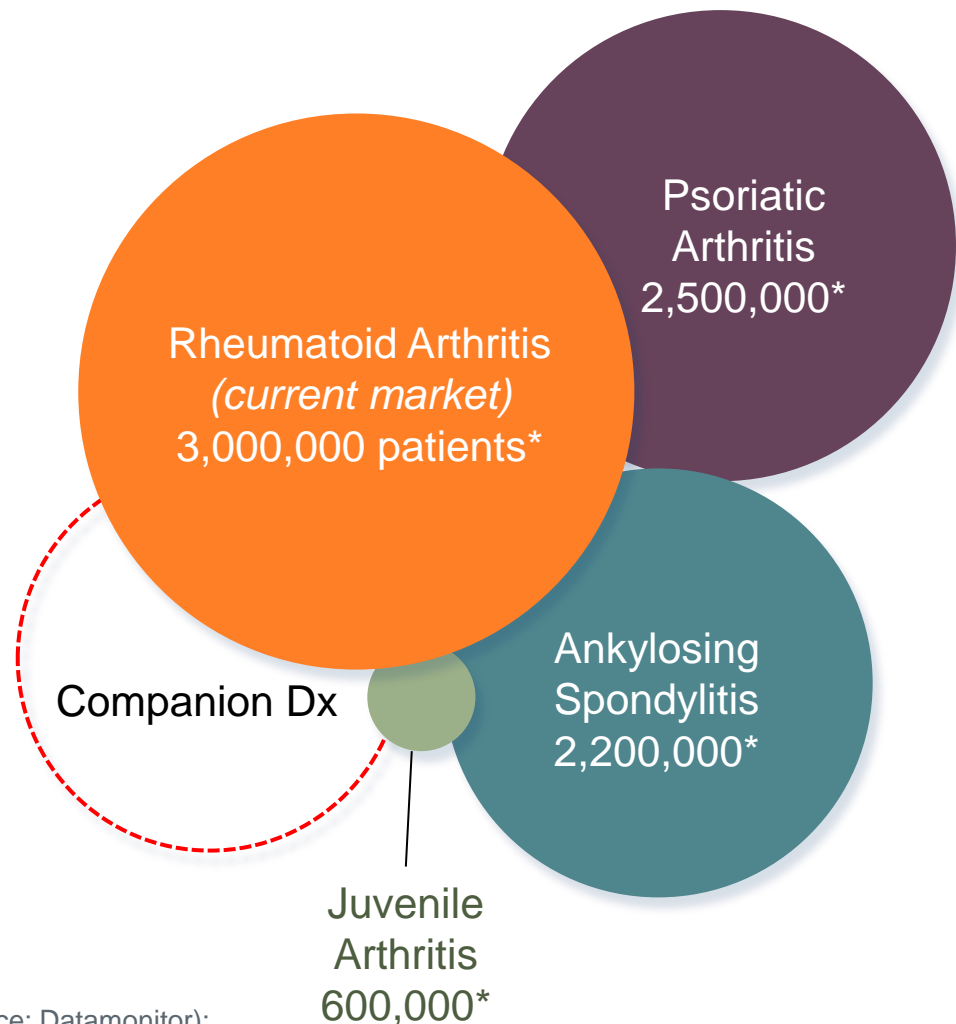 Psoriatic
Arthritis
2,500,000*
Rheumatoid Arthritis
(current market)
3,000,000 patients*
Ankylosing
Spondylitis
2,200,000*
Companion Dx
Juvenile
Arthritis
600,000*
Datamonitor):